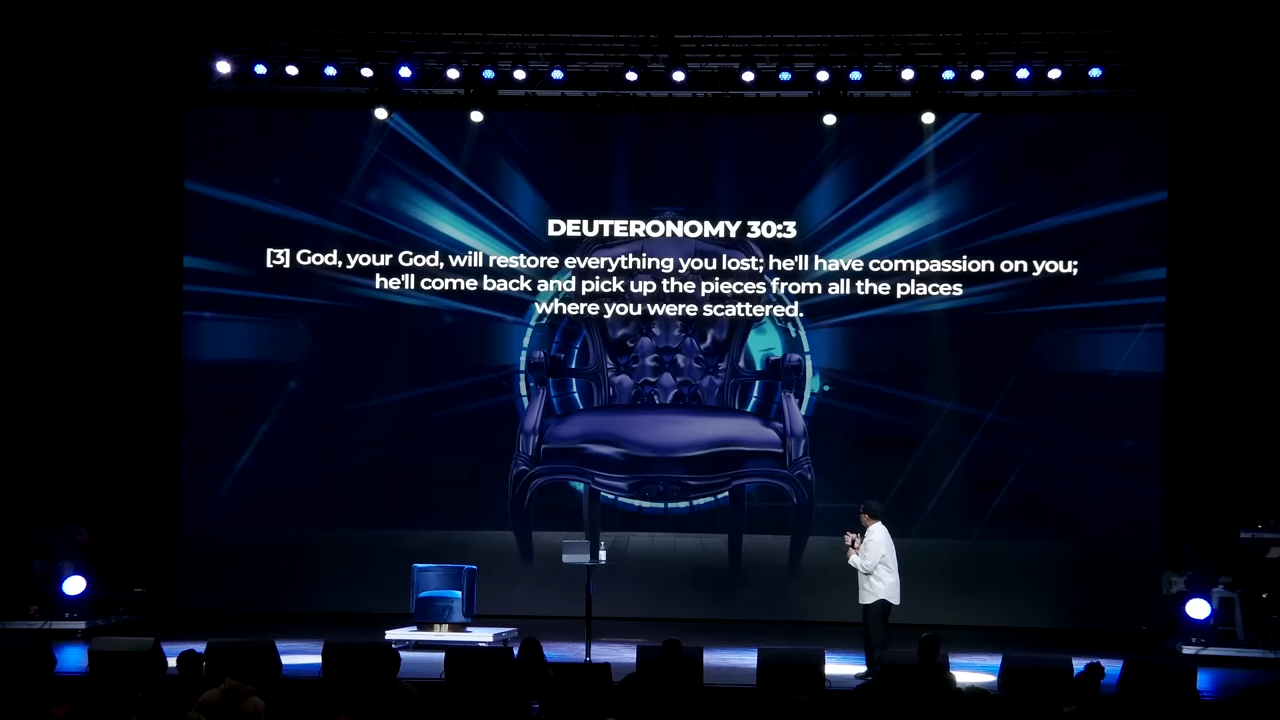 DEUTERONOMY 30:3
[3] God, your God, will restore everything you lost; he'll have compassion on you;
he'll come back and pick up the pieces from all the places
where you were scattered.